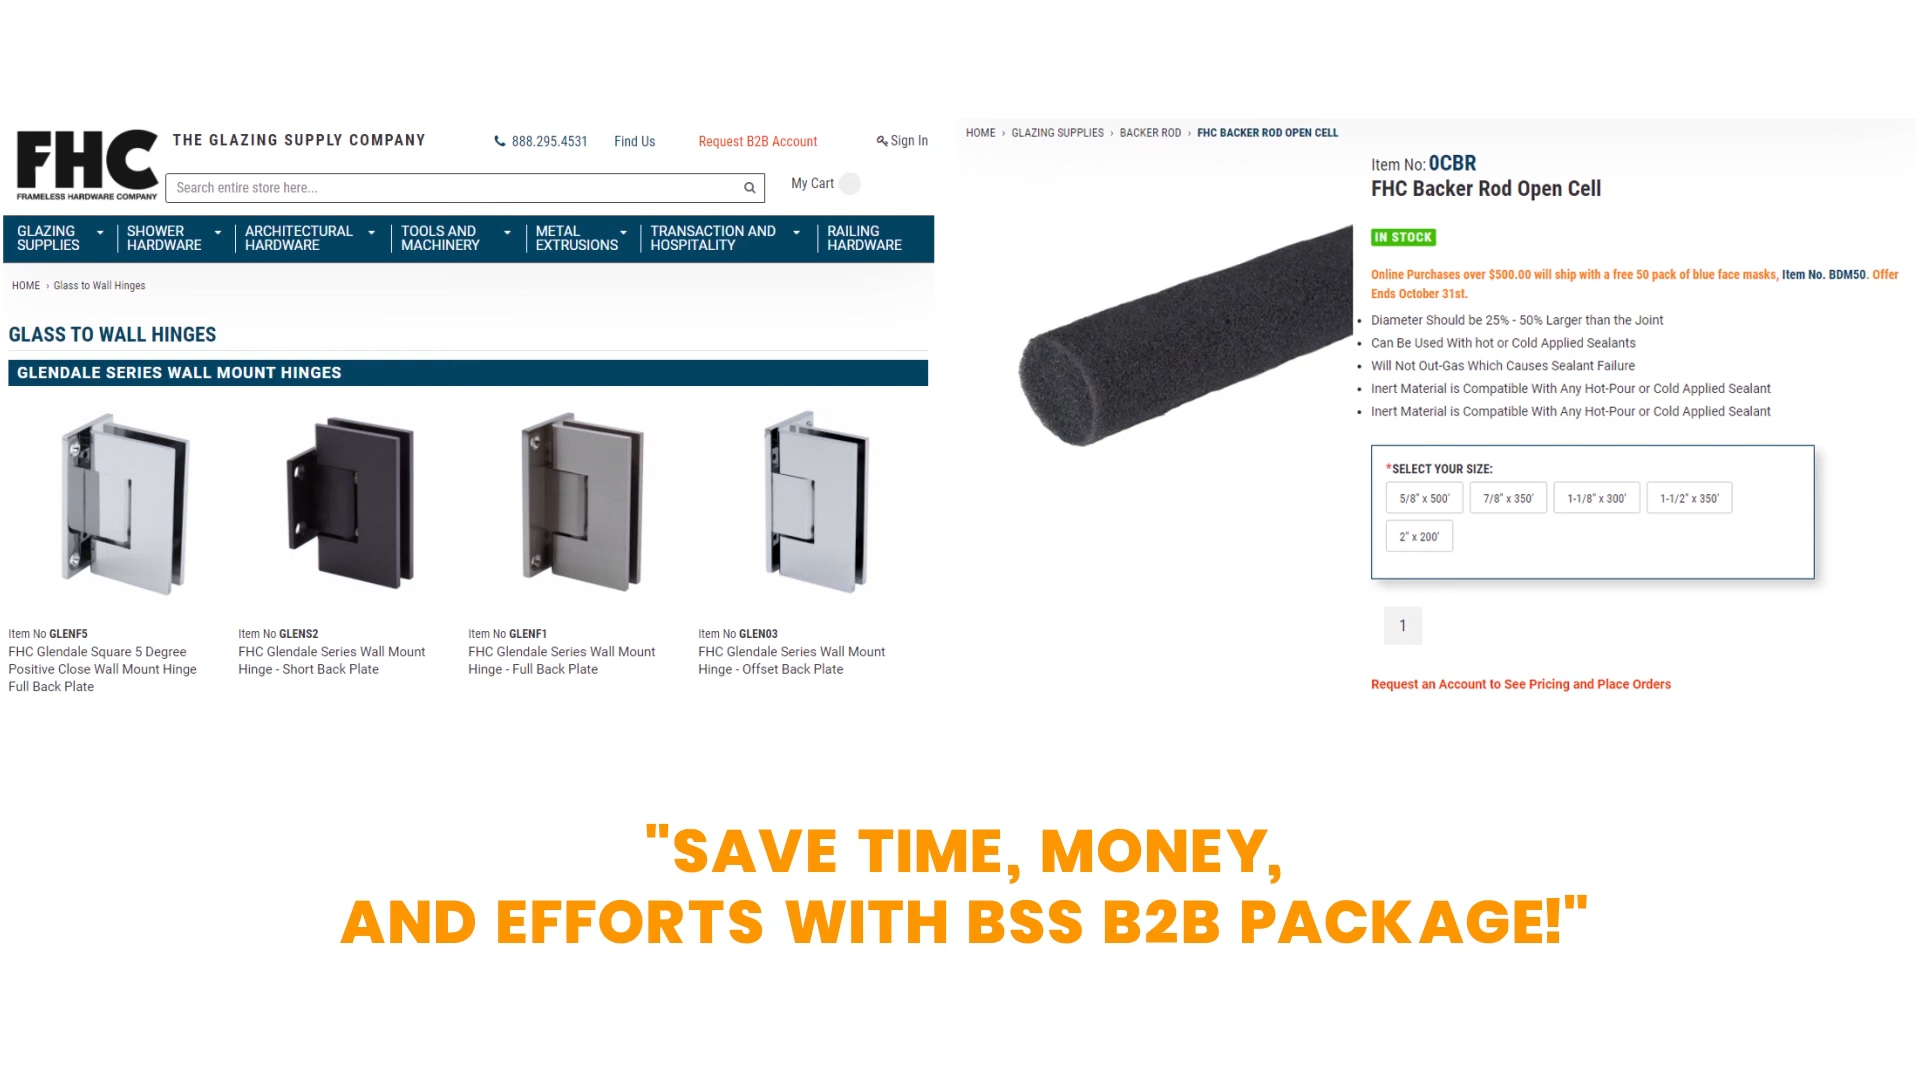 FHC
FRAMELESS HARDWARE COMPANY
THE GLAZING SUPPLY COMPANY
888.295.4531
Find Us
Request B2B Account
Sign In
Search entire store here...
My Cart
GLAZING
SUPPLIES
SHOWER
HARDWARE
ARCHITECTURAL
HARDWARE
TOOLS AND
MACHINERY
METAL
EXTRUSIONS
TRANSACTION AND
HOSPITALITY
RAILING
HARDWARE
HOME › Glass to Wall Hinges
GLASS TO WALL HINGES
GLENDALE SERIES WALL MOUNT HINGES
Item No GLENF5
FHC Glendale Square 5 Degree
Positive Close Wall Mount Hinge
Full Back Plate
Item No GLENS2
FHC Glendale Series Wall Mount
Hinge - Short Back Plate
Item No GLENF1
FHC Glendale Series Wall Mount
Hinge - Full Back Plate
Item No GLEN03
FHC Glendale Series Wall Mount
Hinge - Offset Back Plate
HOME › GLAZING SUPPLIES › BACKER ROD › FHC BACKER ROD OPEN CELL
Item No: 0CBR
FHC Backer Rod Open Cell
IN STOCK
Online Purchases over $500.00 will ship with a free 50 pack of blue face masks, Item No. BDM50. Offer
Ends October 31st.
• Diameter Should be 25% - 50% Larger than the Joint
• Can Be Used With hot or Cold Applied Sealants
• Will Not Out-Gas Which Causes Sealant Failure
• Inert Material is Compatible With Any Hot-Pour or Cold Applied Sealant
• Inert Material is Compatible With Any Hot-Pour or Cold Applied Sealant
*SELECT YOUR SIZE:
5/8" x 500' 7/8" x 350' 1-1/8" x 300' 1-1/2" x 350'
2" x 200'
1
Request an Account to See Pricing and Place Orders
"SAVE TIME, MONEY,
AND EFFORTS WITH BSS B2B PACKAGE!"